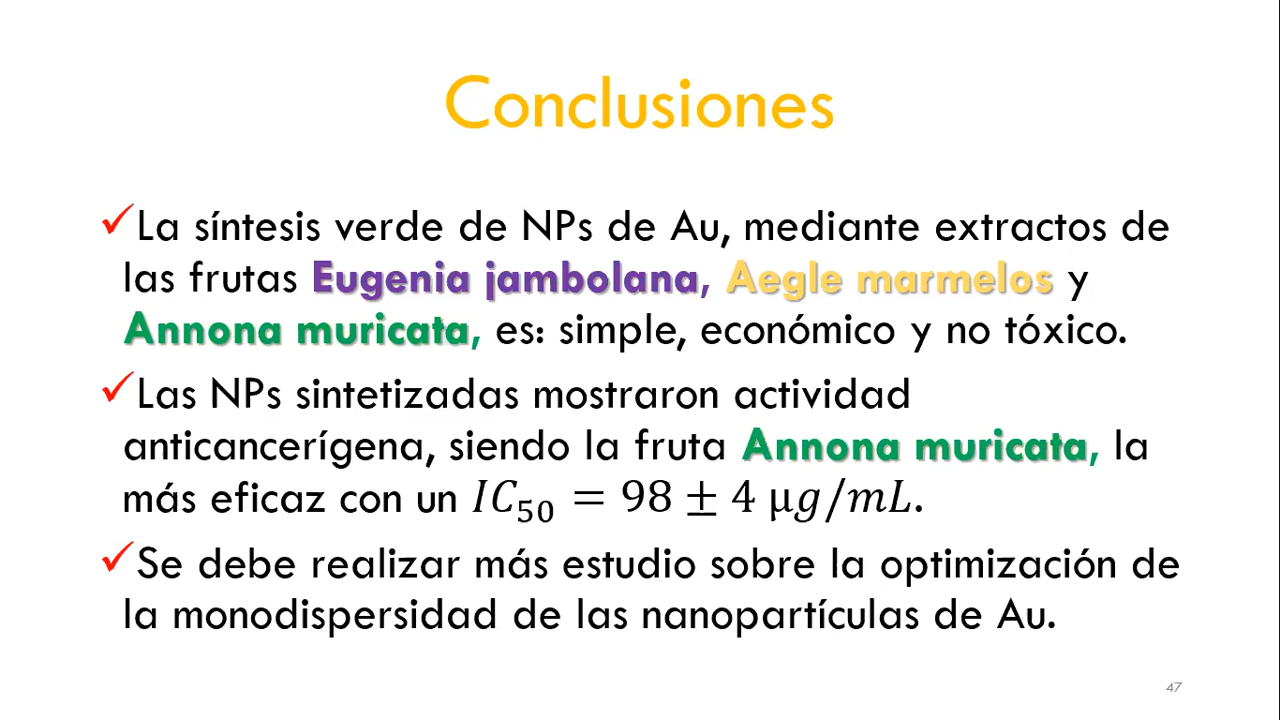 Conclusiones
✓La síntesis verde de NPs de Au, mediante extractos de
las frutas Eugenia jambolana, Aegle marmelos y
Annona muricata, es: simple, económico y no tóxico.
✓Las NPs sintetizadas mostraron actividad
anticancerígena, siendo la fruta Annona muricata, la
más eficaz con un IC₅₀ = 98 ± 4 μg/mL.
✓Se debe realizar más estudio sobre la optimización de
la monodispersidad de las nanopartículas de Au.
47